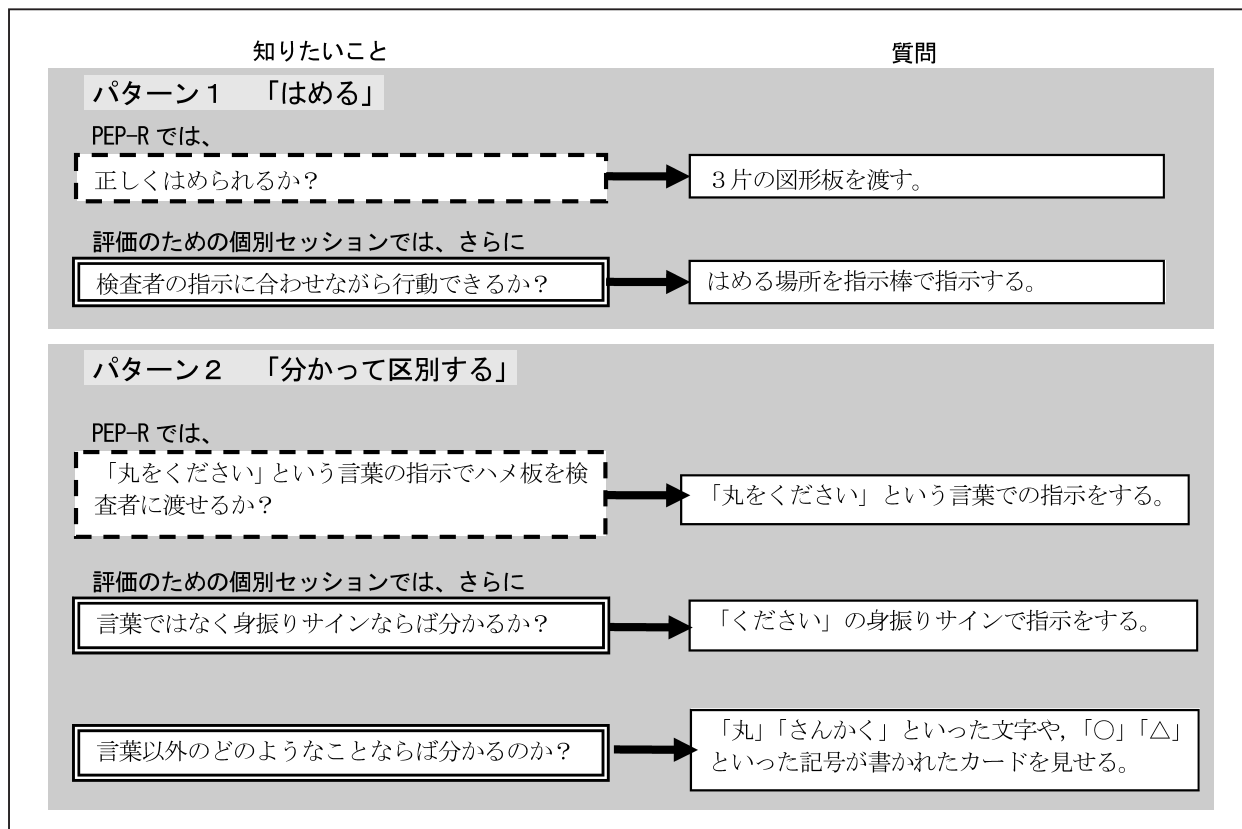 知りたいこと 質問
パターン１ 「はめる」
PEP-R では、
正しくはめられるか？
３片の図形板を渡す。
評価のための個別セッションでは、さらに
検査者の指示に合わせながら行動できるか？
はめる場所を指示棒で指示する。
パターン２ 「分かって区別する」
PEP-R では、
「丸をください」という言葉の指示でハメ板を検
査者に渡せるか？
「丸をください」という言葉での指示をする。
評価のための個別セッションでは、さらに
言葉ではなく身振りサインならば分かるか？
「ください」の身振りサインで指示をする。
言葉以外のどのようなことならば分かるのか？
「丸」「さんかく」といった文字や，「○」「△」
といった記号が書かれたカードを見せる。